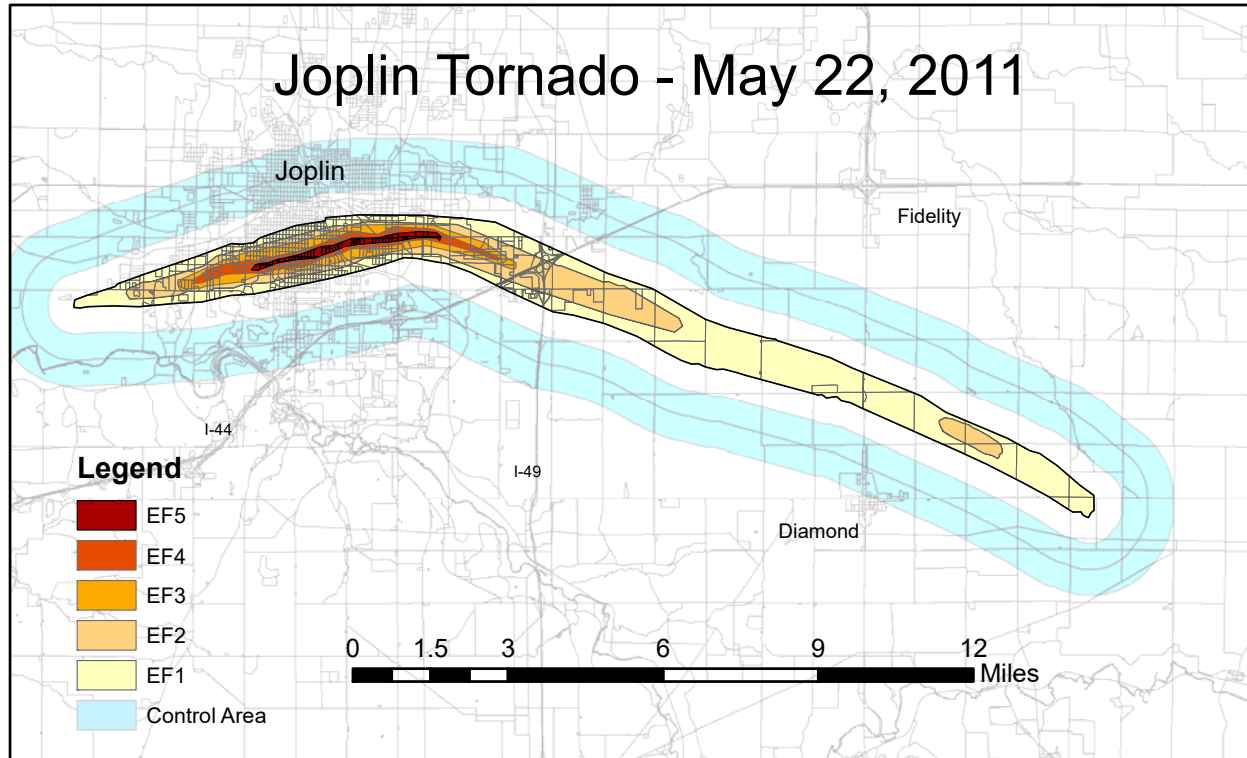 Joplin Tornado - May 22, 2011
Joplin
Fidelity
I-44
I-49
Diamond
Legend
EF5
EF4
EF3
EF2
EF1
Control Area
0 1.5 3 6 9 12
Miles